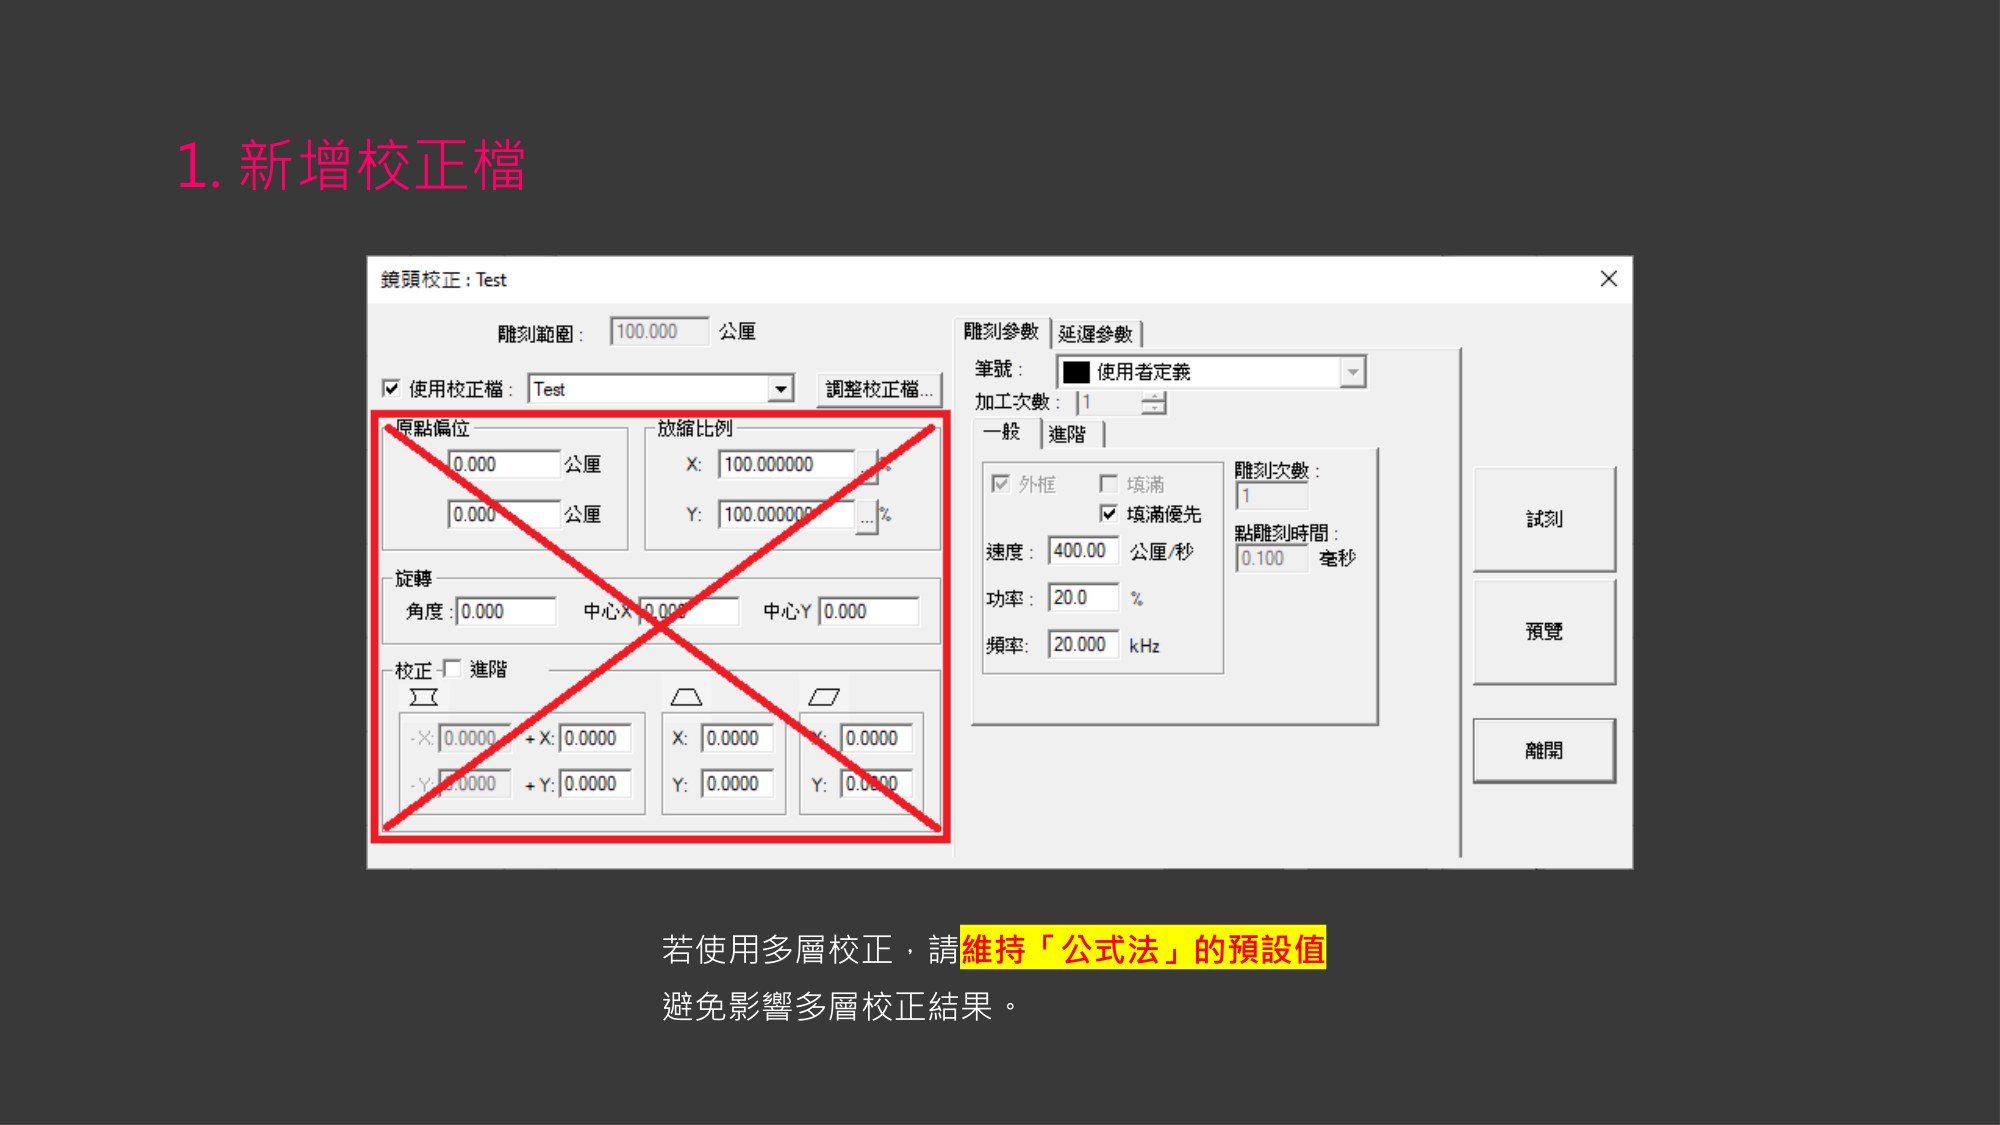 1. 新增校正檔
鏡頭校正 : Test
雕刻範圍 : 100.000 公厘
使用校正檔 : Test 調整校正檔...
原點偏位
0.000 公厘
0.000 公厘
放縮比例
X: 100.000000 ... %
Y: 100.000000 ... %
旋轉
角度 : 0.000 中心X 0.000 中心Y 0.000
校正 進階
-X: 0.0000 +X: 0.0000 X: 0.0000 X: 0.0000
-Y: 0.0000 +Y: 0.0000 Y: 0.0000 Y: 0.0000
雕刻參數 延遲參數
筆號 : 使用者定義
加工次數 : 1
一般 進階
外框 填滿
填滿優先
速度 : 400.00 公厘/秒
功率 : 20.0 %
頻率: 20.000 kHz
雕刻次數 :
1
點雕刻時間 :
0.100 毫秒
試刻
預覽
離開
若使用多層校正，請維持「公式法」的預設值
避免影響多層校正結果。